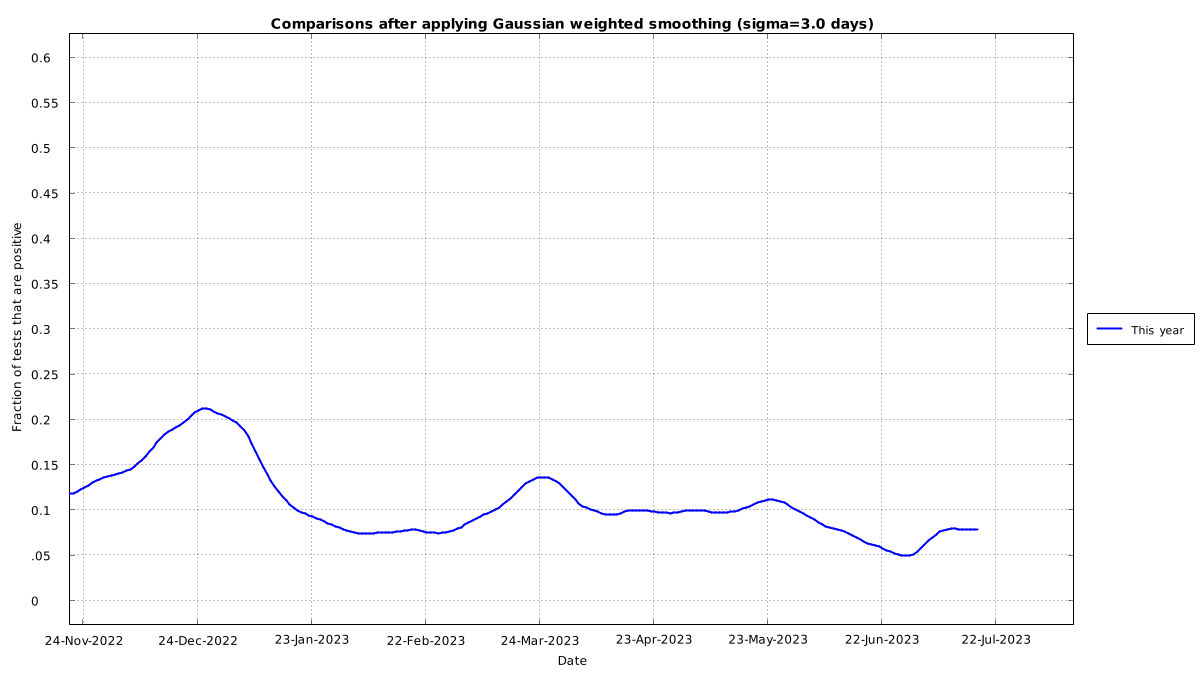 Comparisons after applying Gaussian weighted smoothing (sigma=3.0 days)
0.6
0.55
0.5
0.45
0.4
0.35
0.3
0.25
0.2
0.15
0.1
.05
0
Fraction of tests that are positive
This year
24-Nov-2022 24-Dec-2022 23-Jan-2023 22-Feb-2023 24-Mar-2023 23-Apr-2023 23-May-2023 22-Jun-2023 22-Jul-2023
Date